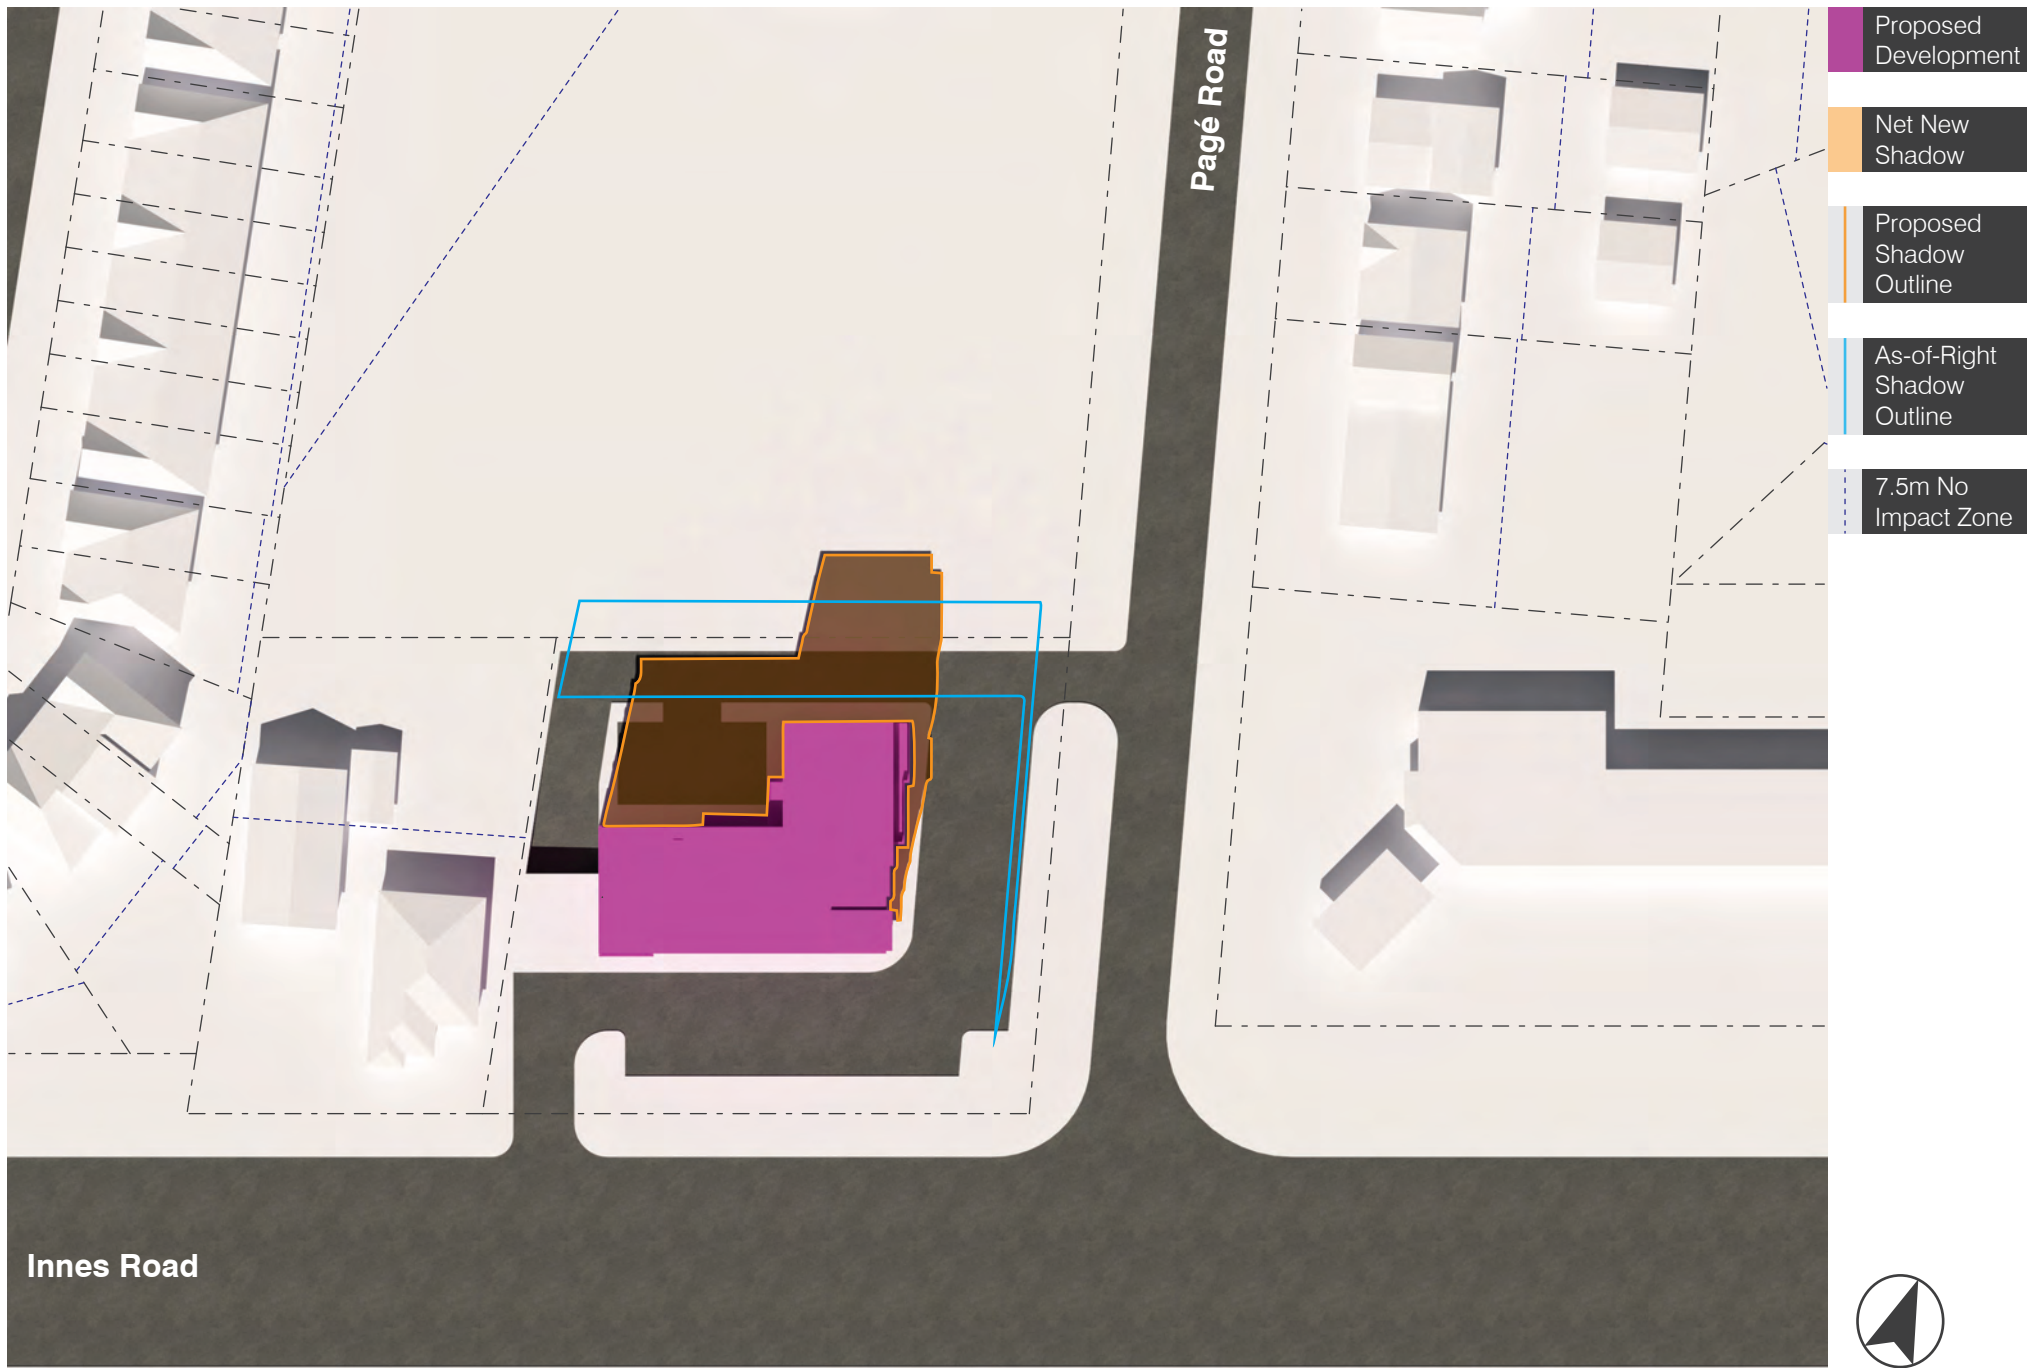 Pagé Road
Innes Road
Proposed
Development
Net New
Shadow
Proposed
Shadow
Outline
As-of-Right
Shadow
Outline
7.5m No
Impact Zone